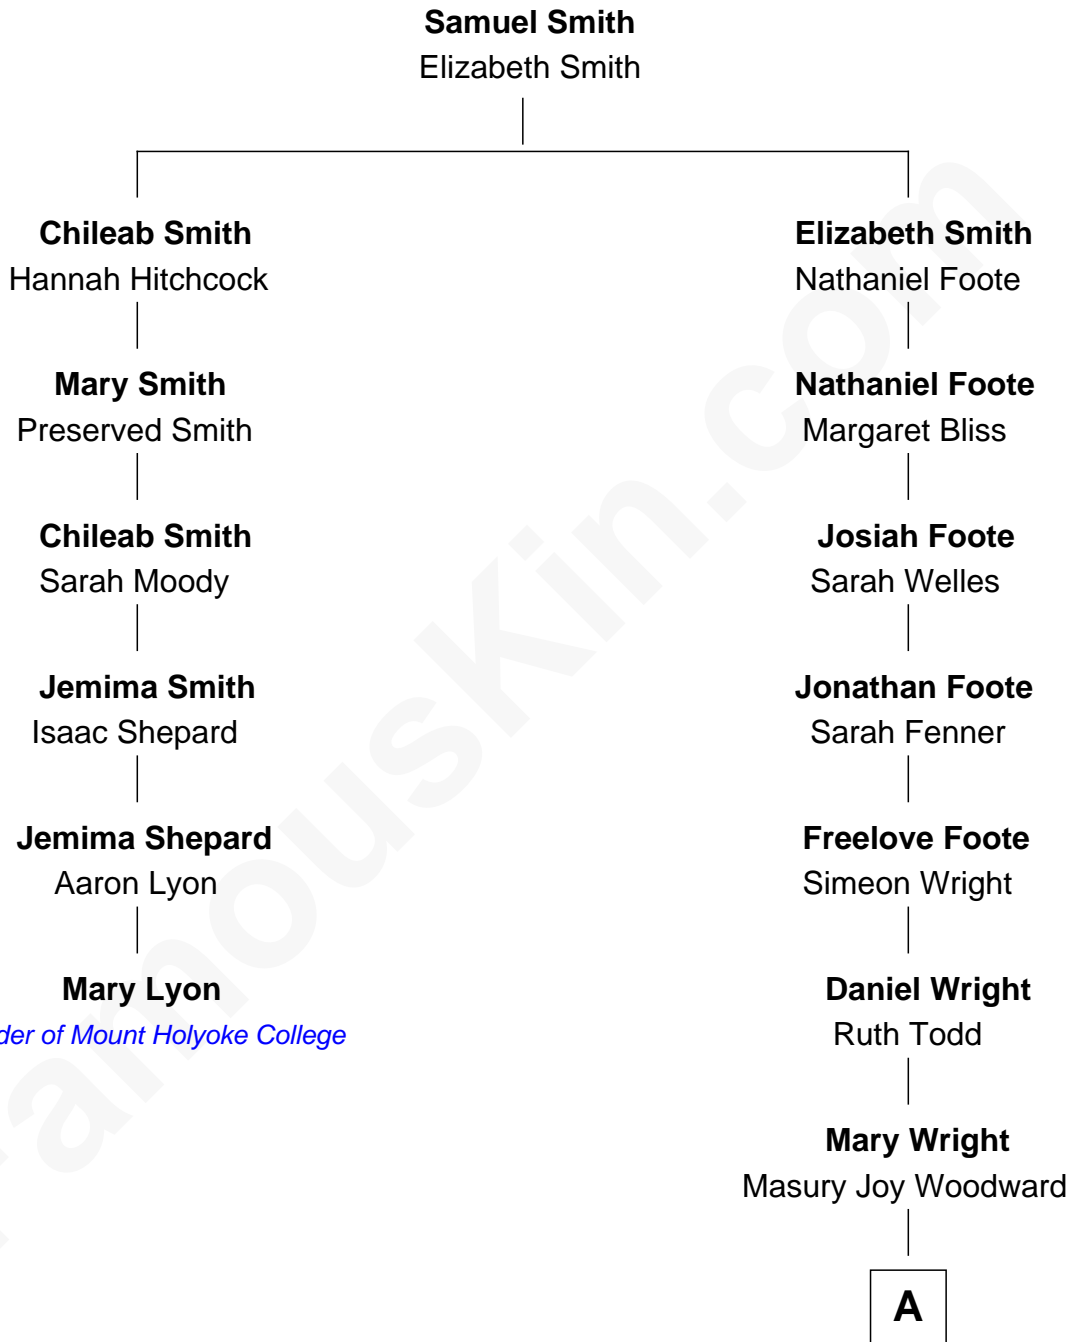 Samuel Smith
Elizabeth Smith
Chileab Smith
Hannah Hitchcock
Mary Smith
Preserved Smith
Chileab Smith
Sarah Moody
Jemima Smith
Isaac Shepard
Jemima Shepard
Aaron Lyon
Mary Lyon
der of Mount Holyoke College
Elizabeth Smith
Nathaniel Foote
Nathaniel Foote
Margaret Bliss
Josiah Foote
Sarah Welles
Jonathan Foote
Sarah Fenner
Freelove Foote
Simeon Wright
Daniel Wright
Ruth Todd
Mary Wright
Masury Joy Woodward
A
FamousKin.com